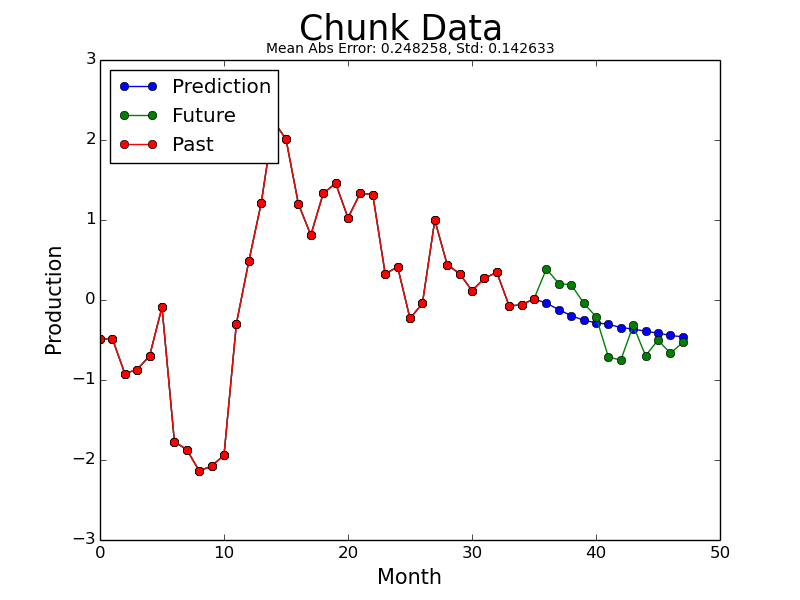 Chunk Data
Mean Abs Error: 0.248258, Std: 0.142633
Prediction
Future
Past
Production
3
2
1
0
−1
−2
−3
0 10 20 30 40 50
Month